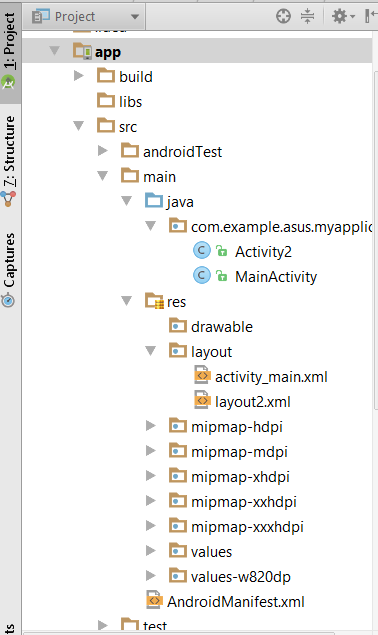 Project
1: Project
7: Structure
Captures
app
build
libs
src
androidTest
main
java
com.example.asus.myapplic
Activity2
MainActivity
res
drawable
layout
activity_main.xml
layout2.xml
mipmap-hdpi
mipmap-mdpi
mipmap-xhdpi
mipmap-xxhdpi
mipmap-xxxhdpi
values
values-w820dp
AndroidManifest.xml
test